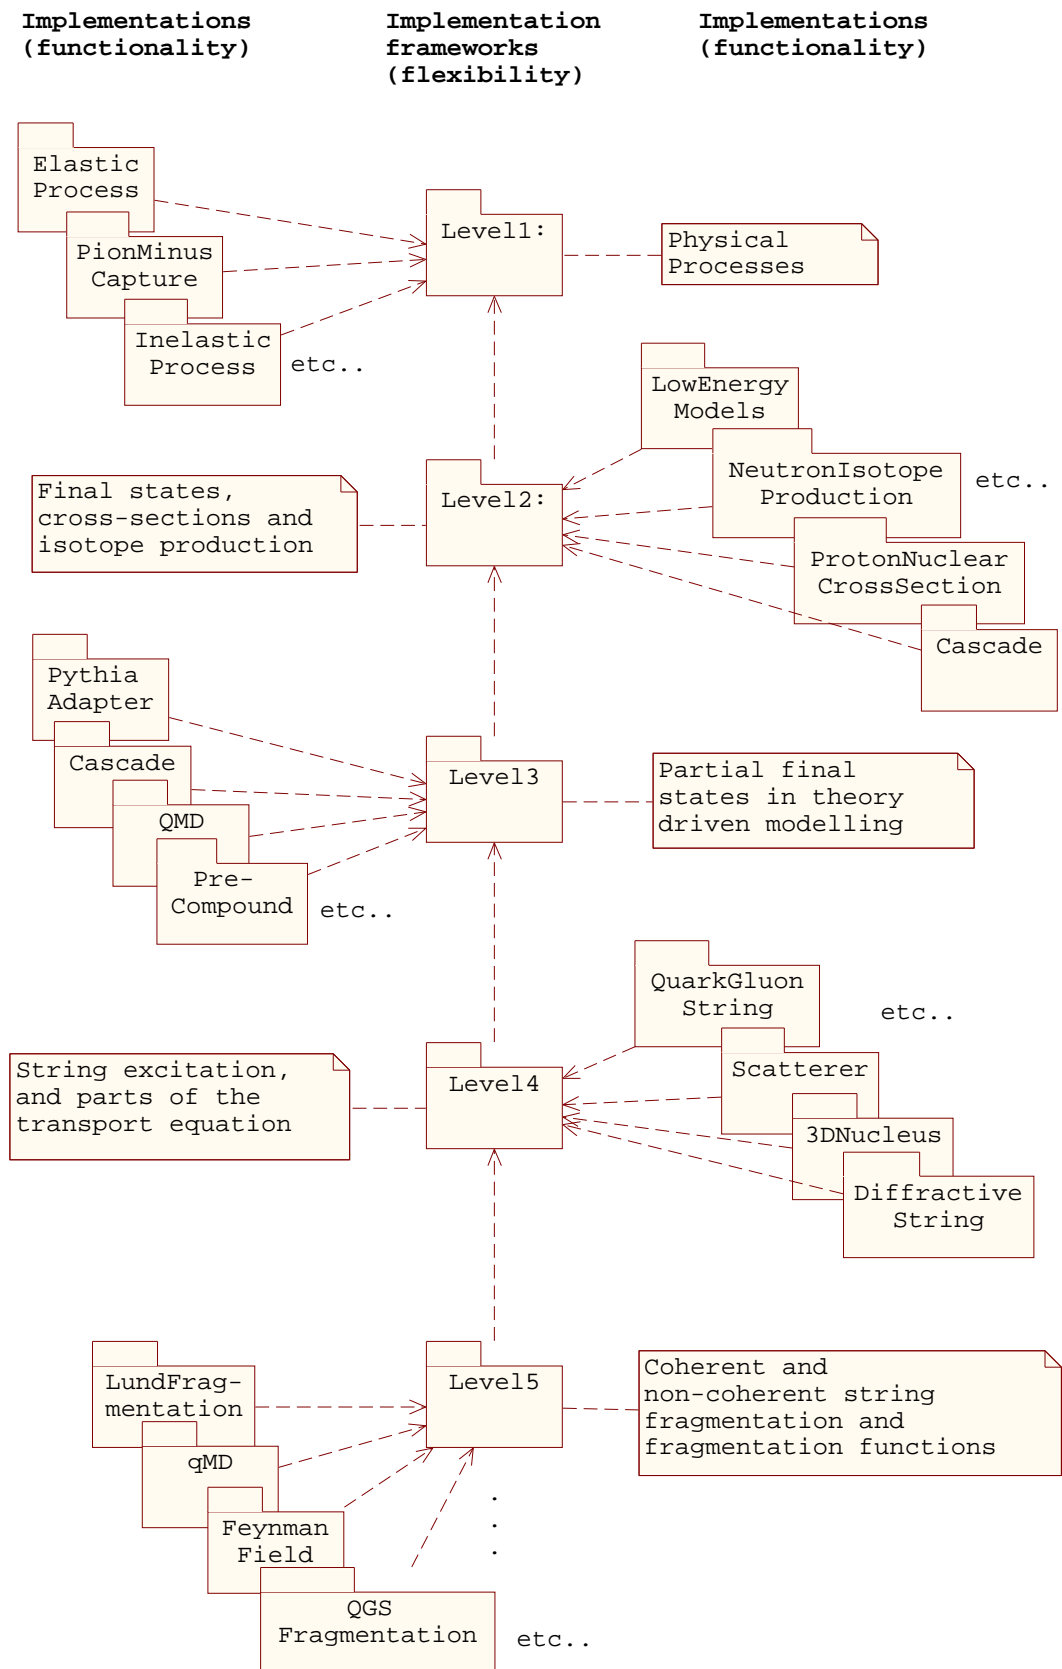 Implementations
(functionality)
Implementation
frameworks
(flexibility)
Implementations
(functionality)
Elastic
Process
PionMinus
Capture
Inelastic
Process
etc..
Level1:
Physical
Processes
LowEnergy
Models
NeutronIsotope
Production
etc..
ProtonNuclear
CrossSection
Cascade
Level2:
Final states,
cross-sections and
isotope production
Pythia
Adapter
Cascade
QMD
Pre-
Compound
etc..
Level3
Partial final
states in theory
driven modelling
QuarkGluon
String
etc..
Scatterer
3DNucleus
Diffractive
String
Level4
String excitation,
and parts of the
transport equation
LundFrag-
mentation
qMD
Feynman
Field
QGS
Fragmentation
etc..
Level5
Coherent and
non-coherent string
fragmentation and
fragmentation functions
.
.
.